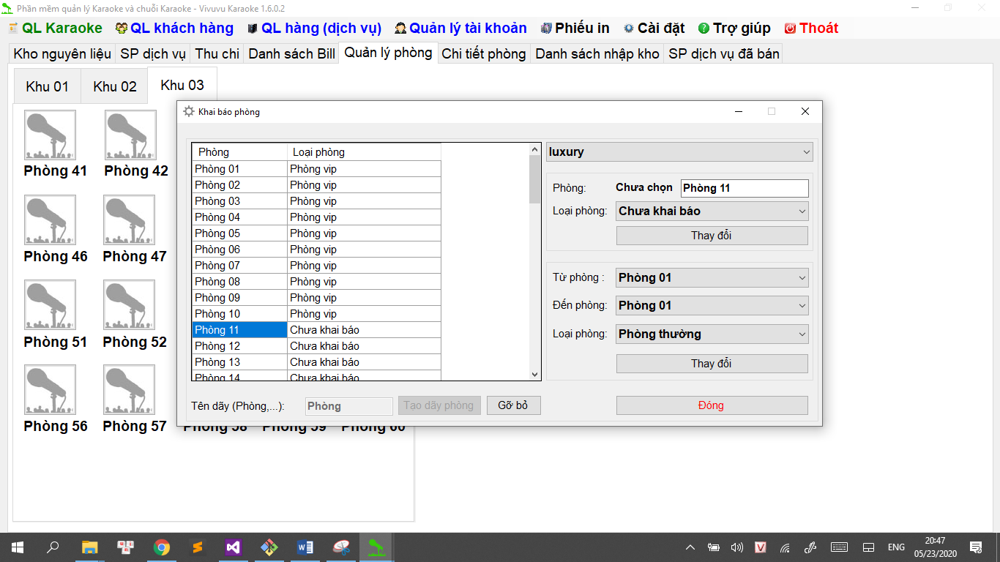 Phần mềm quản lý Karaoke và chuỗi Karaoke - Vivuvu Karaoke 1.6.0.2
QL Karaoke QL khách hàng QL hàng (dịch vụ) Quản lý tài khoản Phiếu in Cài đặt Trợ giúp Thoát
Kho nguyên liệu SP dịch vụ Thu chi Danh sách Bill Quản lý phòng Chi tiết phòng Danh sách nhập kho SP dịch vụ đã bán
Khu 01 Khu 02 Khu 03
Phòng 41 Phòng 42
Phòng 46 Phòng 47
Phòng 51 Phòng 52
Phòng 56 Phòng 57 Phòng 58 Phòng 59 Phòng 60
Khai báo phòng
Phòng Loại phòng
Phòng 01 Phòng vip
Phòng 02 Phòng vip
Phòng 03 Phòng vip
Phòng 04 Phòng vip
Phòng 05 Phòng vip
Phòng 06 Phòng vip
Phòng 07 Phòng vip
Phòng 08 Phòng vip
Phòng 09 Phòng vip
Phòng 10 Phòng vip
Phòng 11 Chưa khai báo
Phòng 12 Chưa khai báo
Phòng 13 Chưa khai báo
Phòng 14 Chưa khai báo
luxury
Phòng: Chưa chọn Phòng 11
Loại phòng: Chưa khai báo
Thay đổi
Từ phòng : Phòng 01
Đến phòng: Phòng 01
Loại phòng: Phòng thường
Thay đổi
Tên dãy (Phòng,...): Phòng Tạo dãy phòng Gỡ bỏ Đóng
ENG
20:47
05/23/2020